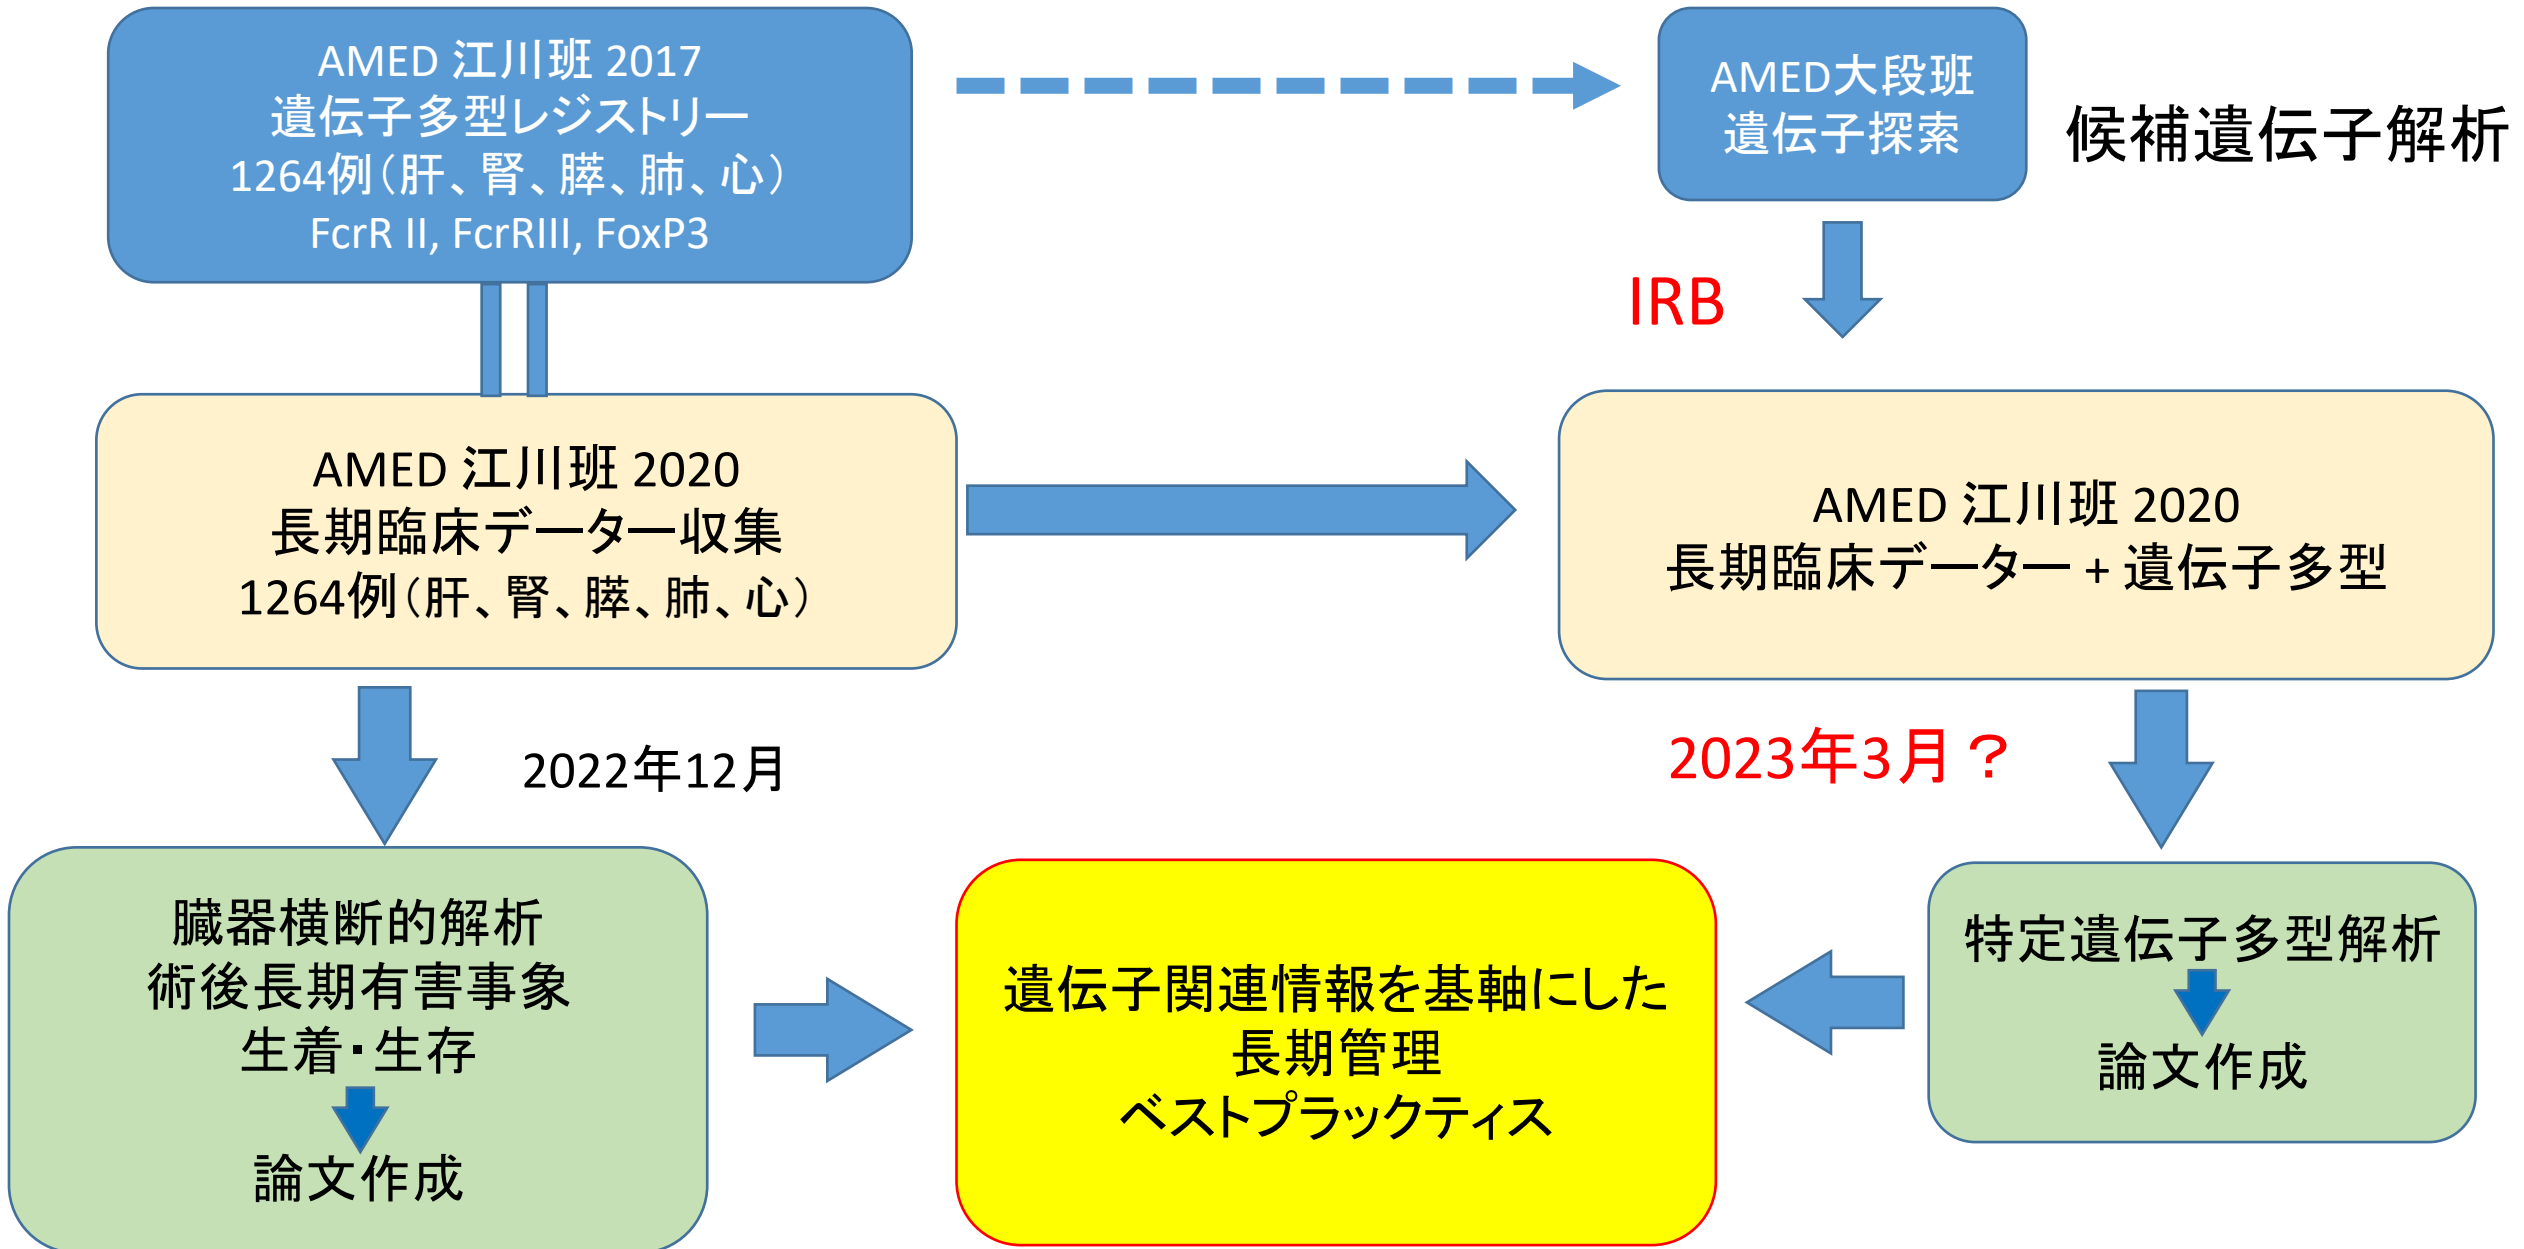 AMED 江川班 2017
遺伝子多型レジストリー
1264例（肝、腎、膵、肺、心）
FcrR II, FcrRIII, FoxP3
AMED大段班
遺伝子探索
候補遺伝子解析
IRB
AMED 江川班 2020
長期臨床データー収集
1264例（肝、腎、膵、肺、心）
AMED 江川班 2020
長期臨床データー + 遺伝子多型
2022年12月
2023年3月？
臓器横断的解析
術後長期有害事象
生着・生存
論文作成
遺伝子関連情報を基軸にした
長期管理
ベストプラックティス
特定遺伝子多型解析
論文作成